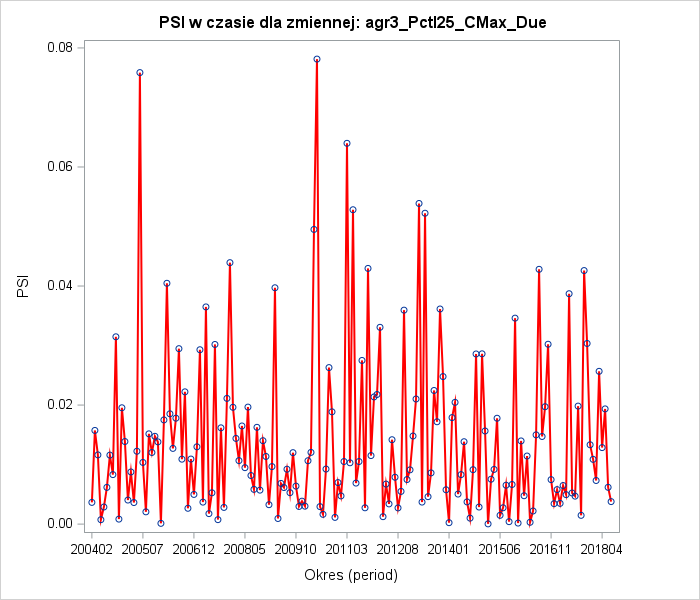 PSI w czasie dla zmiennej: agr3_Pctl25_CMax_Due
0.08
0.06
0.04
0.02
0.00
PSI
200402 200507 200612 200805 200910 201103 201208 201401 201506 201611 201804
Okres (period)